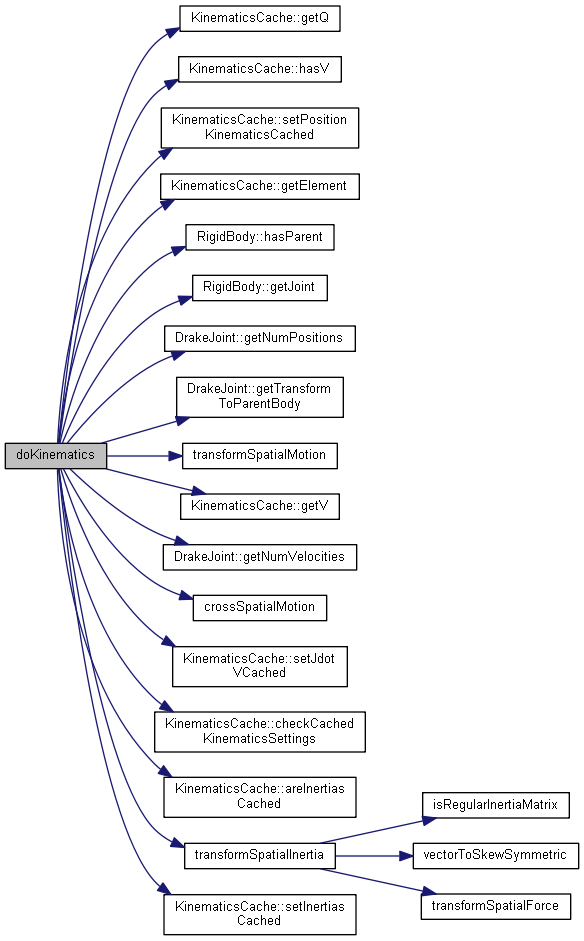 KinematicsCache::getQ
KinematicsCache::hasV
KinematicsCache::setPosition
KinematicsCached
KinematicsCache::getElement
RigidBody::hasParent
RigidBody::getJoint
DrakeJoint::getNumPositions
DrakeJoint::getTransform
ToParentBody
doKinematics
transformSpatialMotion
KinematicsCache::getV
DrakeJoint::getNumVelocities
crossSpatialMotion
KinematicsCache::setJdot
VCached
KinematicsCache::checkCached
KinematicsSettings
KinematicsCache::areInertias
Cached
isRegularInertiaMatrix
transformSpatialInertia
vectorToSkewSymmetric
transformSpatialForce
KinematicsCache::setInertias
Cached